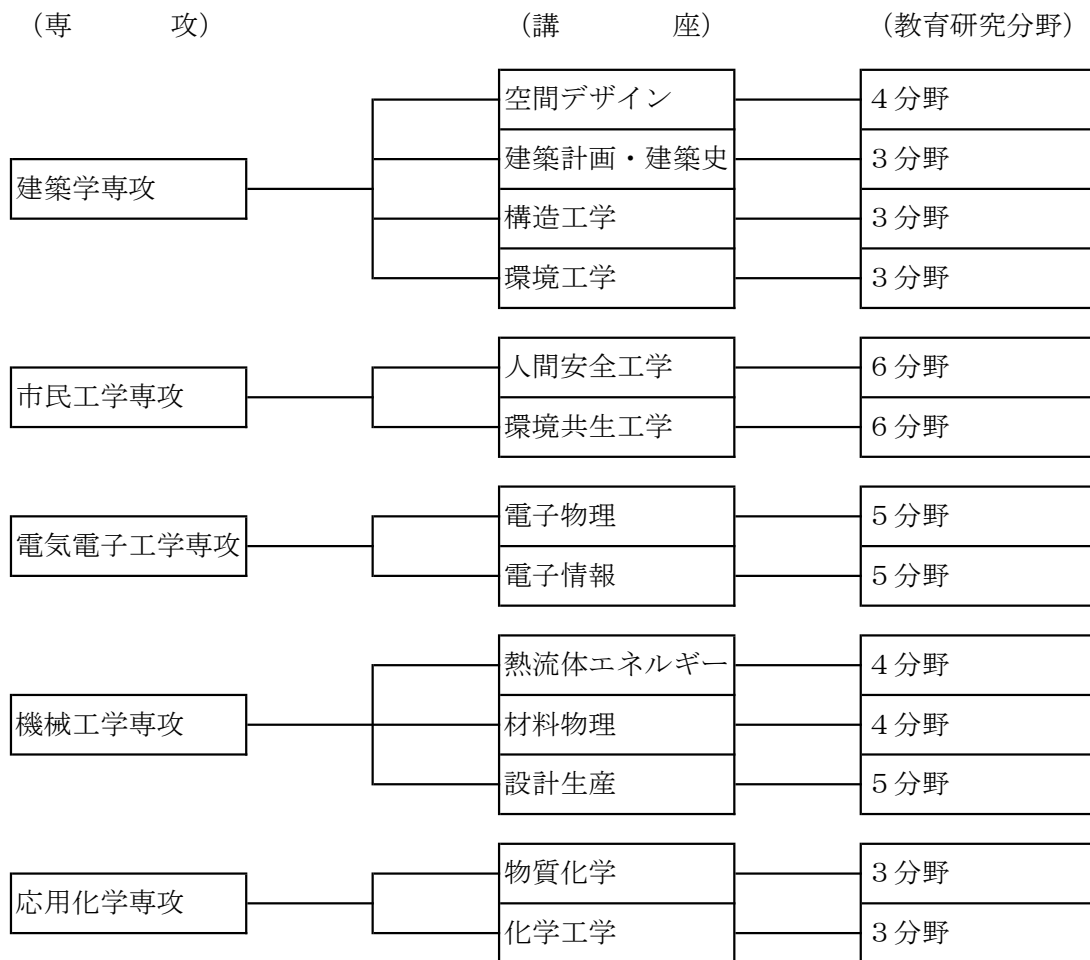 （専　　　攻）　（講　　　座）　（教育研究分野）
空間デザイン　４分野
建築計画・建築史　３分野
建築学専攻
構造工学　３分野
環境工学　３分野
人間安全工学　６分野
市民工学専攻
環境共生工学　６分野
電子物理　５分野
電気電子工学専攻
電子情報　５分野
熱流体エネルギー　４分野
機械工学専攻　材料物理　４分野
設計生産　５分野
物質化学　３分野
応用化学専攻
化学工学　３分野